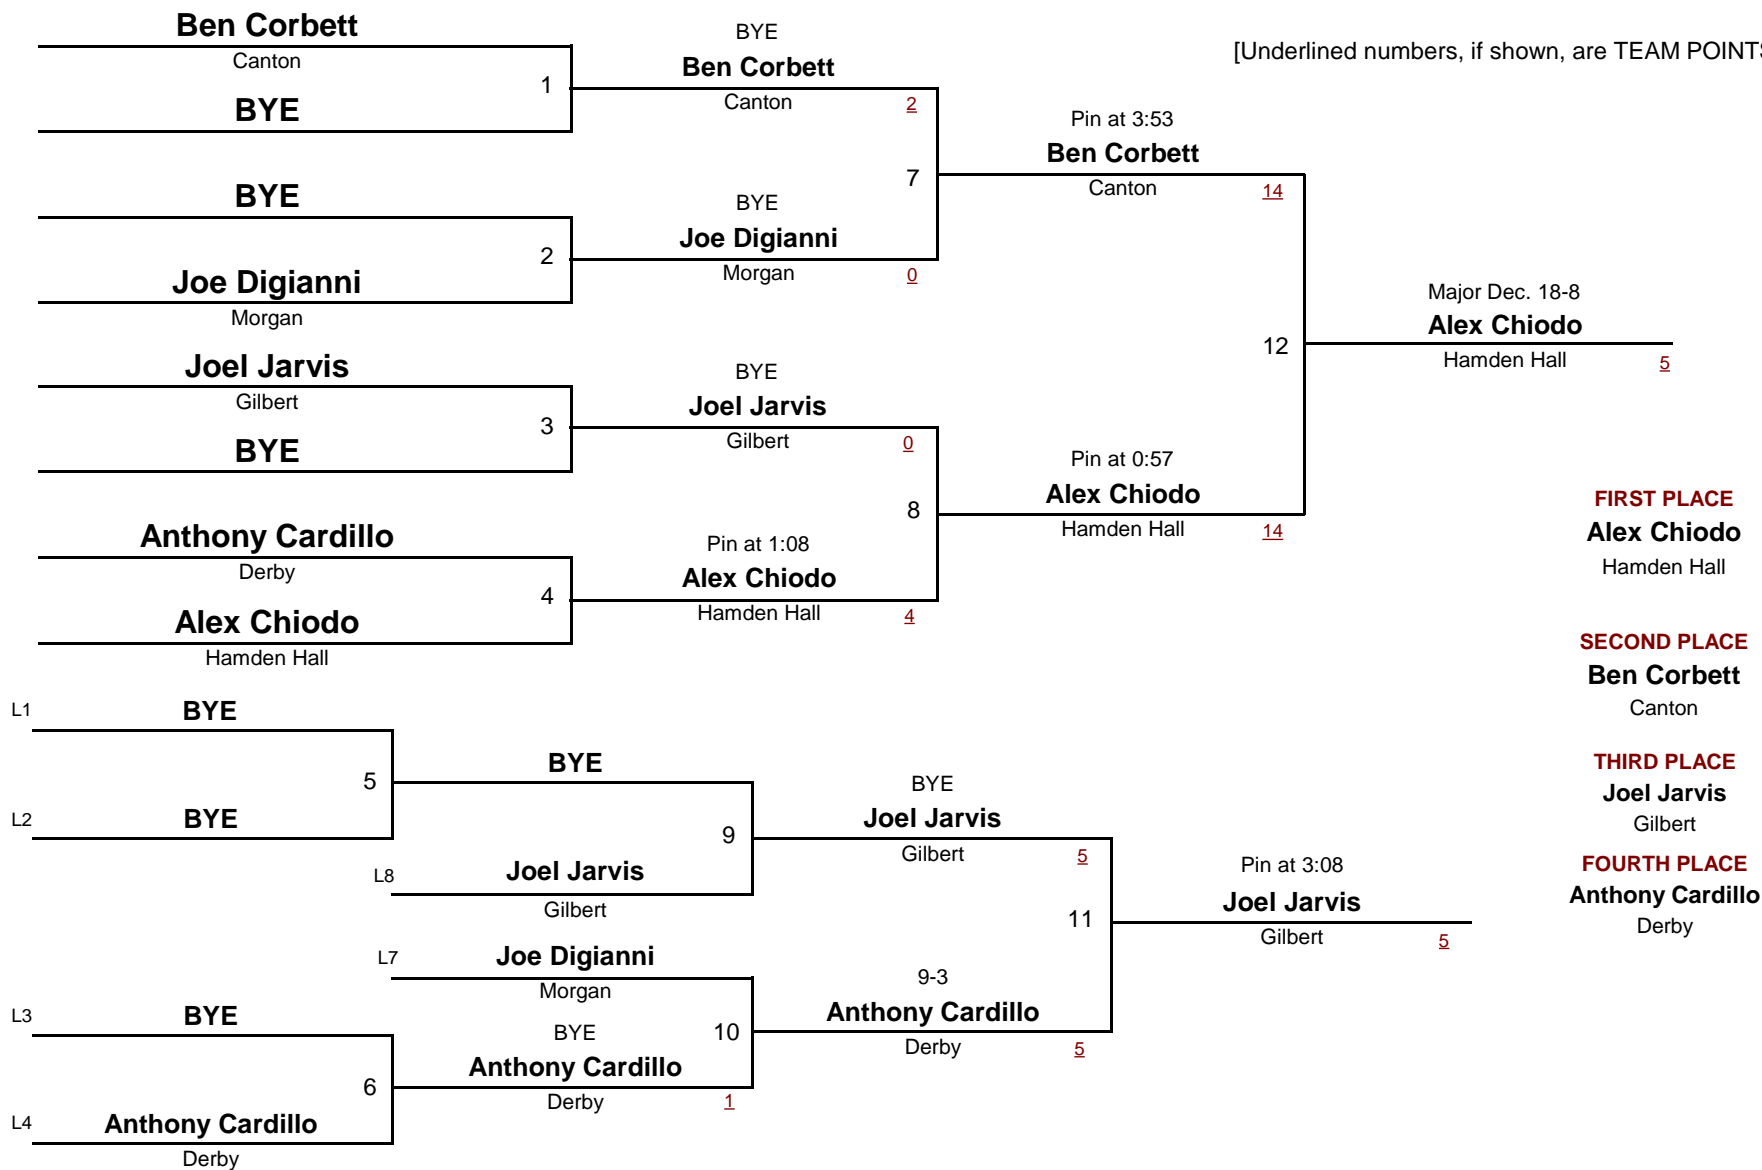 [Underlined numbers, if shown, are TEAM POINTS
Ben Corbett
Canton
1
BYE
BYE
2
Joe Digianni
Morgan
Joel Jarvis
Gilbert
3
BYE
Anthony Cardillo
Derby
4
Alex Chiodo
Hamden Hall
BYE
Ben Corbett
Canton
2
7
BYE
Joe Digianni
Morgan
0
BYE
Joel Jarvis
Gilbert
0
8
Pin at 1:08
Alex Chiodo
Hamden Hall
4
Pin at 3:53
Ben Corbett
Canton
14
12
Pin at 0:57
Alex Chiodo
Hamden Hall
14
Major Dec. 18-8
Alex Chiodo
Hamden Hall
5
FIRST PLACE
Alex Chiodo
Hamden Hall
SECOND PLACE
Ben Corbett
Canton
THIRD PLACE
Joel Jarvis
Gilbert
FOURTH PLACE
Anthony Cardillo
Derby
L1
BYE
5
L2
BYE
L3
BYE
6
L4
Anthony Cardillo
Derby
BYE
9
L8
Joel Jarvis
Gilbert
L7
Joe Digianni
Morgan
10
BYE
Anthony Cardillo
Derby
1
BYE
Joel Jarvis
Gilbert
5
11
9-3
Anthony Cardillo
Derby
5
Pin at 3:08
Joel Jarvis
Gilbert
5